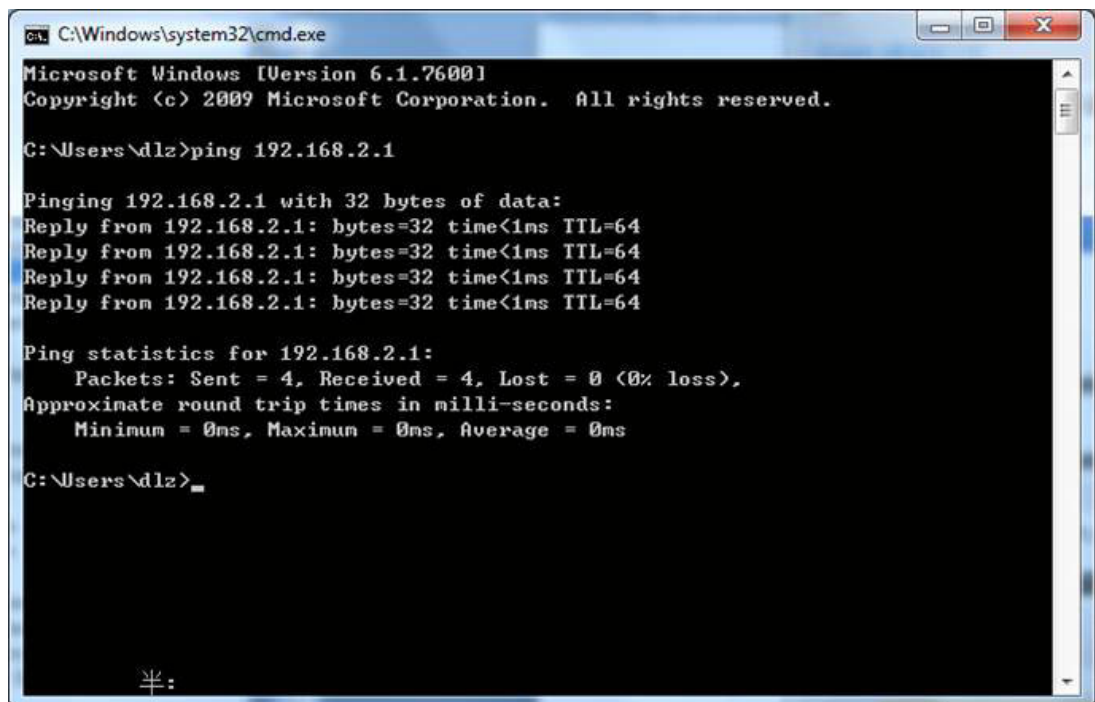 C:\Windows\system32\cmd.exe
Microsoft Windows [Version 6.1.7600]
Copyright (c) 2009 Microsoft Corporation.  All rights reserved.
C:\Users\dlz>ping 192.168.2.1
Pinging 192.168.2.1 with 32 bytes of data:
Reply from 192.168.2.1: bytes=32 time<1ms TTL=64
Reply from 192.168.2.1: bytes=32 time<1ms TTL=64
Reply from 192.168.2.1: bytes=32 time<1ms TTL=64
Reply from 192.168.2.1: bytes=32 time<1ms TTL=64
Ping statistics for 192.168.2.1:
    Packets: Sent = 4, Received = 4, Lost = 0 (0% loss),
Approximate round trip times in milli-seconds:
    Minimum = 0ms, Maximum = 0ms, Average = 0ms
C:\Users\dlz>_
半: